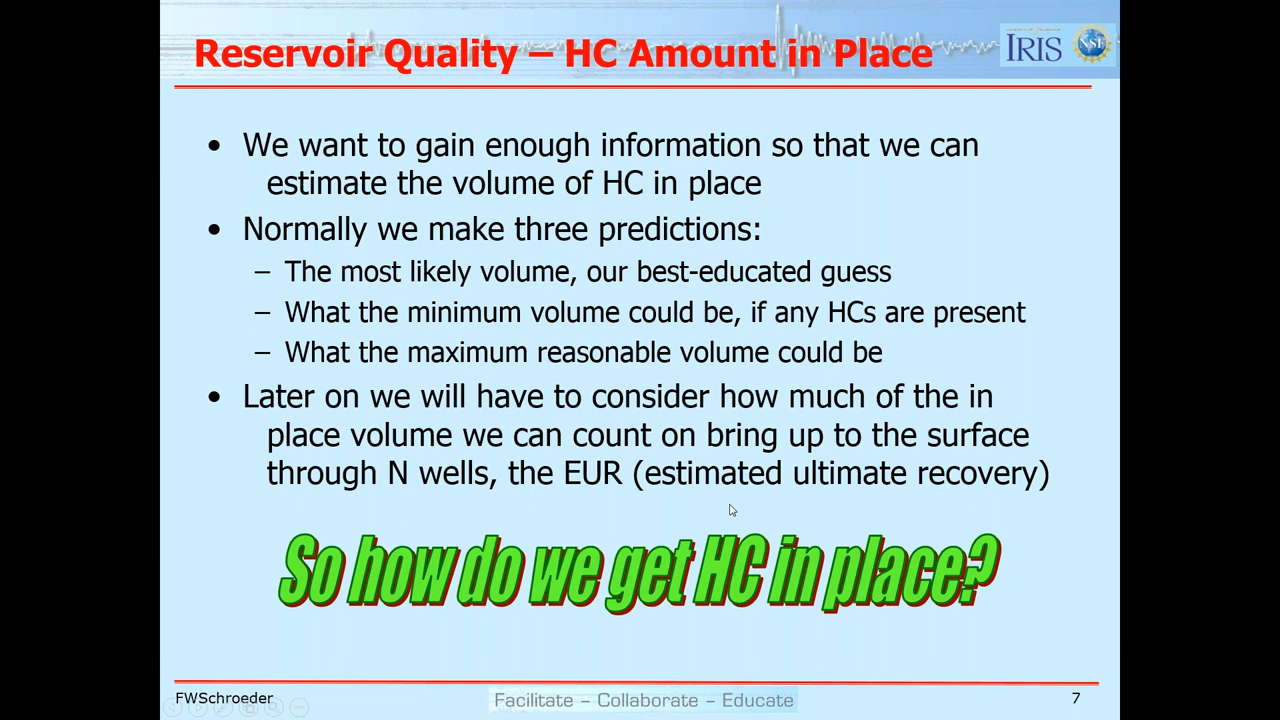 Reservoir Quality – HC Amount in Place
IRIS
NSF
• We want to gain enough information so that we can
estimate the volume of HC in place
• Normally we make three predictions:
– The most likely volume, our best-educated guess
– What the minimum volume could be, if any HCs are present
– What the maximum reasonable volume could be
• Later on we will have to consider how much of the in
place volume we can count on bring up to the surface
through N wells, the EUR (estimated ultimate recovery)
So how do we get HC in place?
FWSchroeder
Facilitate – Collaborate – Educate
7